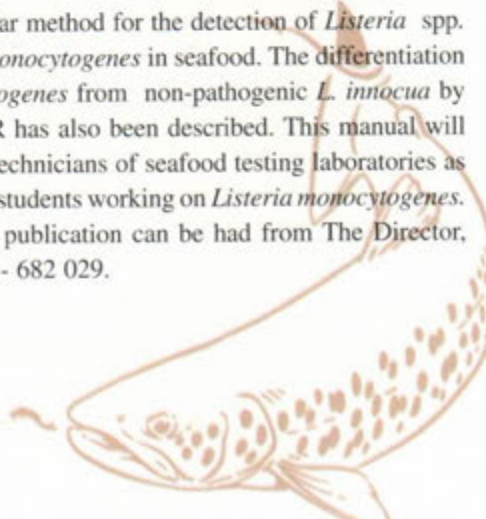 ar method for the detection of Listeria spp.
onocytogenes in seafood. The differentiation
ogenes from non-pathogenic L. innocua by
R has also been described. This manual will
echnicians of seafood testing laboratories as
students working on Listeria monocytogenes.
publication can be had from The Director,
- 682 029.